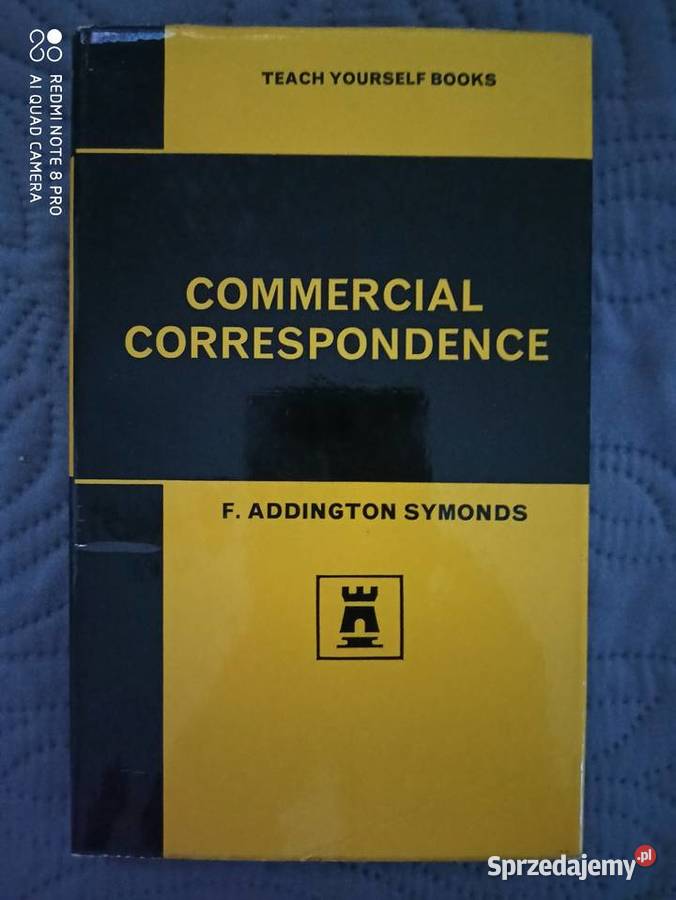 REDMI NOTE 8 PRO
AI QUAD CAMERA
TEACH YOURSELF BOOKS
COMMERCIAL
CORRESPONDENCE
F. ADDINGTON SYMONDS
Sprzedajemy.pl